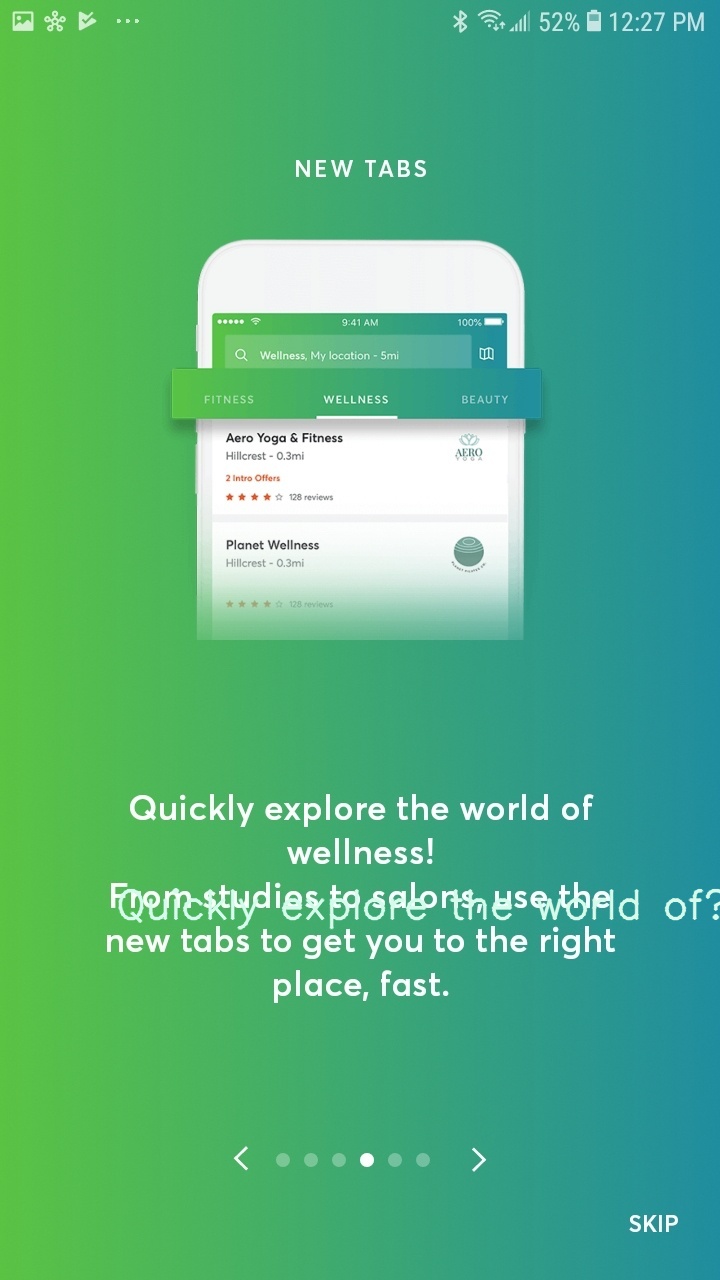 52% 12:27 PM
NEW TABS
9:41 AM 100%
Wellness, My location - 5mi
FITNESS WELLNESS BEAUTY
Aero Yoga & Fitness
Hillcrest - 0.3mi
AERO
YOGA
2 Intro Offers
128 reviews
Planet Wellness
Hillcrest - 0.3mi
128 reviews
Quickly explore the world of
wellness!
From studies to salons, use the
Quickly explore the world of?
new tabs to get you to the right
place, fast.
SKIP